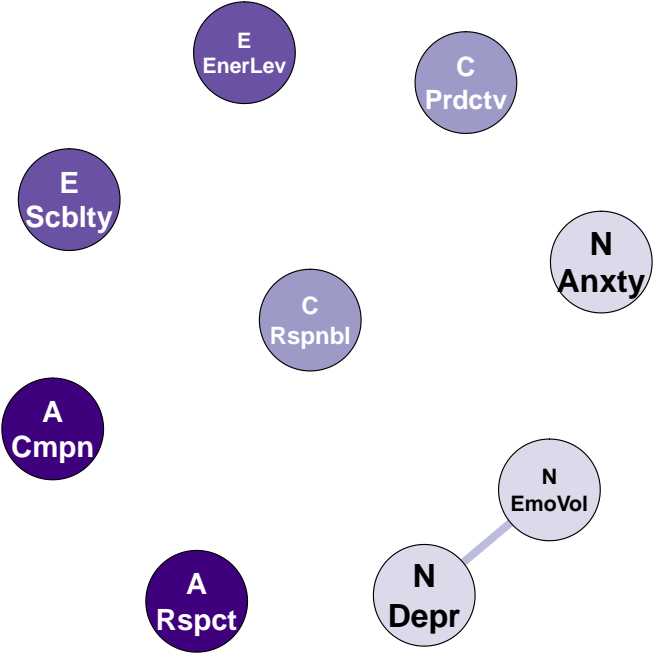 E
EnerLev
C
Prdctv
E
Scblty
N
Anxty
C
Rspnbl
A
Cmpn
N
EmoVol
N
Depr
A
Rspct